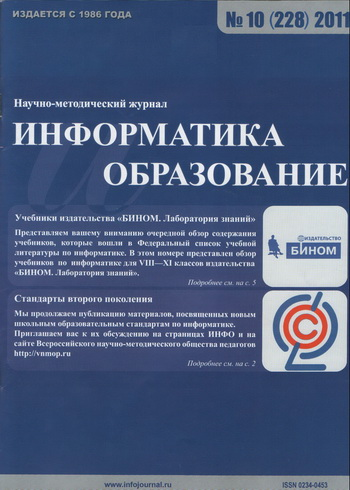 ИЗДАЕТСЯ С 1986 ГОДА
№ 10 (228) 2011
Научно-методический журнал
ИНФОРМАТИКА
ОБРАЗОВАНИЕ
Учебники издательства «БИНОМ. Лаборатория знаний»
Представляем вашему вниманию очередной обзор содержания
учебников, которые вошли в Федеральный список учебной
литературы по информатике. В этом номере представлен обзор
учебников по информатике для VIII—XI классов издательства
«БИНОМ. Лаборатория знаний».
Подробнее см. на с. 5
ИЗДАТЕЛЬСТВО
БИНОМ
Стандарты второго поколения
Мы продолжаем публикацию материалов, посвященных новым
школьным образовательным стандартам по информатике.
Приглашаем вас к их обсуждению на страницах ИНФО и на
сайте Всероссийского научно-методического общества педагогов
http://vnmop.ru
Подробнее см. на с. 2
www.infojournal.ru
ISSN 0234-0453